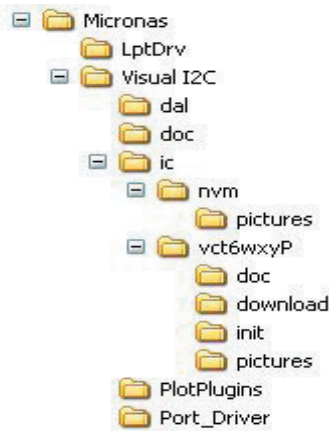 Micronas
LptDrv
Visual I2C
dal
doc
ic
nvm
pictures
vct6wxyP
doc
download
init
pictures
PlotPlugins
Port_Driver